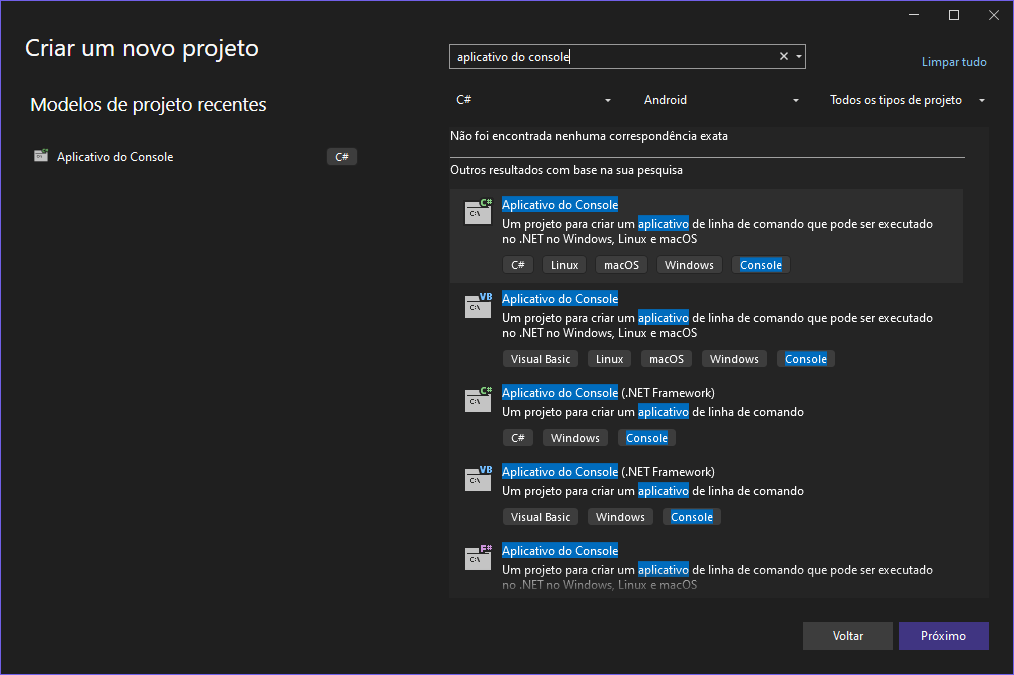 Criar um novo projeto
Modelos de projeto recentes
Aplicativo do Console C#
aplicativo do console
Limpar tudo
C# Android Todos os tipos de projeto
Não foi encontrada nenhuma correspondência exata
Outros resultados com base na sua pesquisa
C#
C:\
Aplicativo do Console
Um projeto para criar um aplicativo de linha de comando que pode ser executado
no .NET no Windows, Linux e macOS
C# Linux macOS Windows Console
VB
C:\
Aplicativo do Console
Um projeto para criar um aplicativo de linha de comando que pode ser executado
no .NET no Windows, Linux e macOS
Visual Basic Linux macOS Windows Console
C#
C:\
Aplicativo do Console (.NET Framework)
Um projeto para criar um aplicativo de linha de comando
C# Windows Console
VB
C:\
Aplicativo do Console (.NET Framework)
Um projeto para criar um aplicativo de linha de comando
Visual Basic Windows Console
F#
C:\
Aplicativo do Console
Um projeto para criar um aplicativo de linha de comando que pode ser executado
no .NET no Windows, Linux e macOS
Voltar Próximo